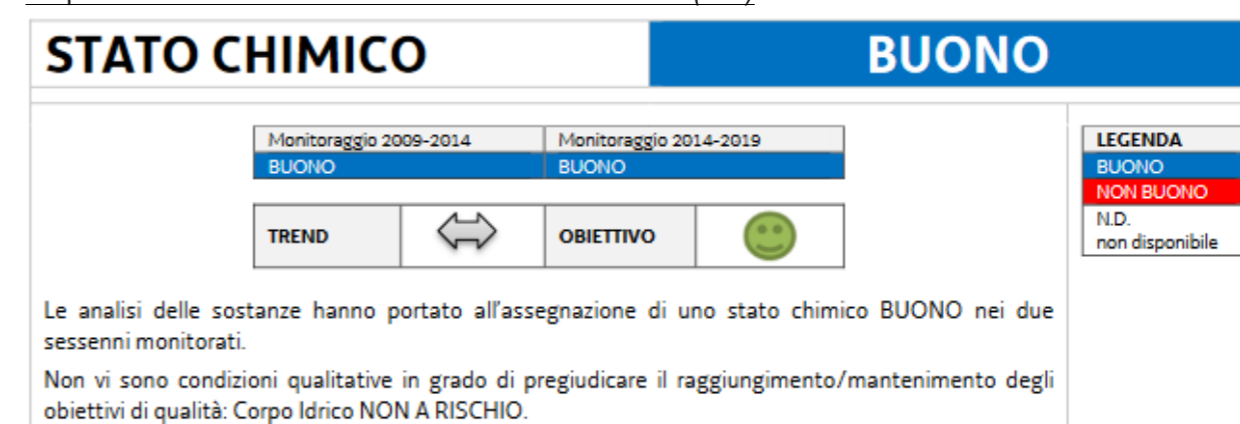 STATO CHIMICO BUONO
Monitoraggio 2009-2014 Monitoraggio 2014-2019
BUONO BUONO
TREND OBIETTIVO
LEGENDA
BUONO
NON BUONO
N.D.
non disponibile
Le analisi delle sostanze hanno portato all'assegnazione di uno stato chimico BUONO nei due
sessenni monitorati.
Non vi sono condizioni qualitative in grado di pregiudicare il raggiungimento/mantenimento degli
obiettivi di qualità: Corpo Idrico NON A RISCHIO.